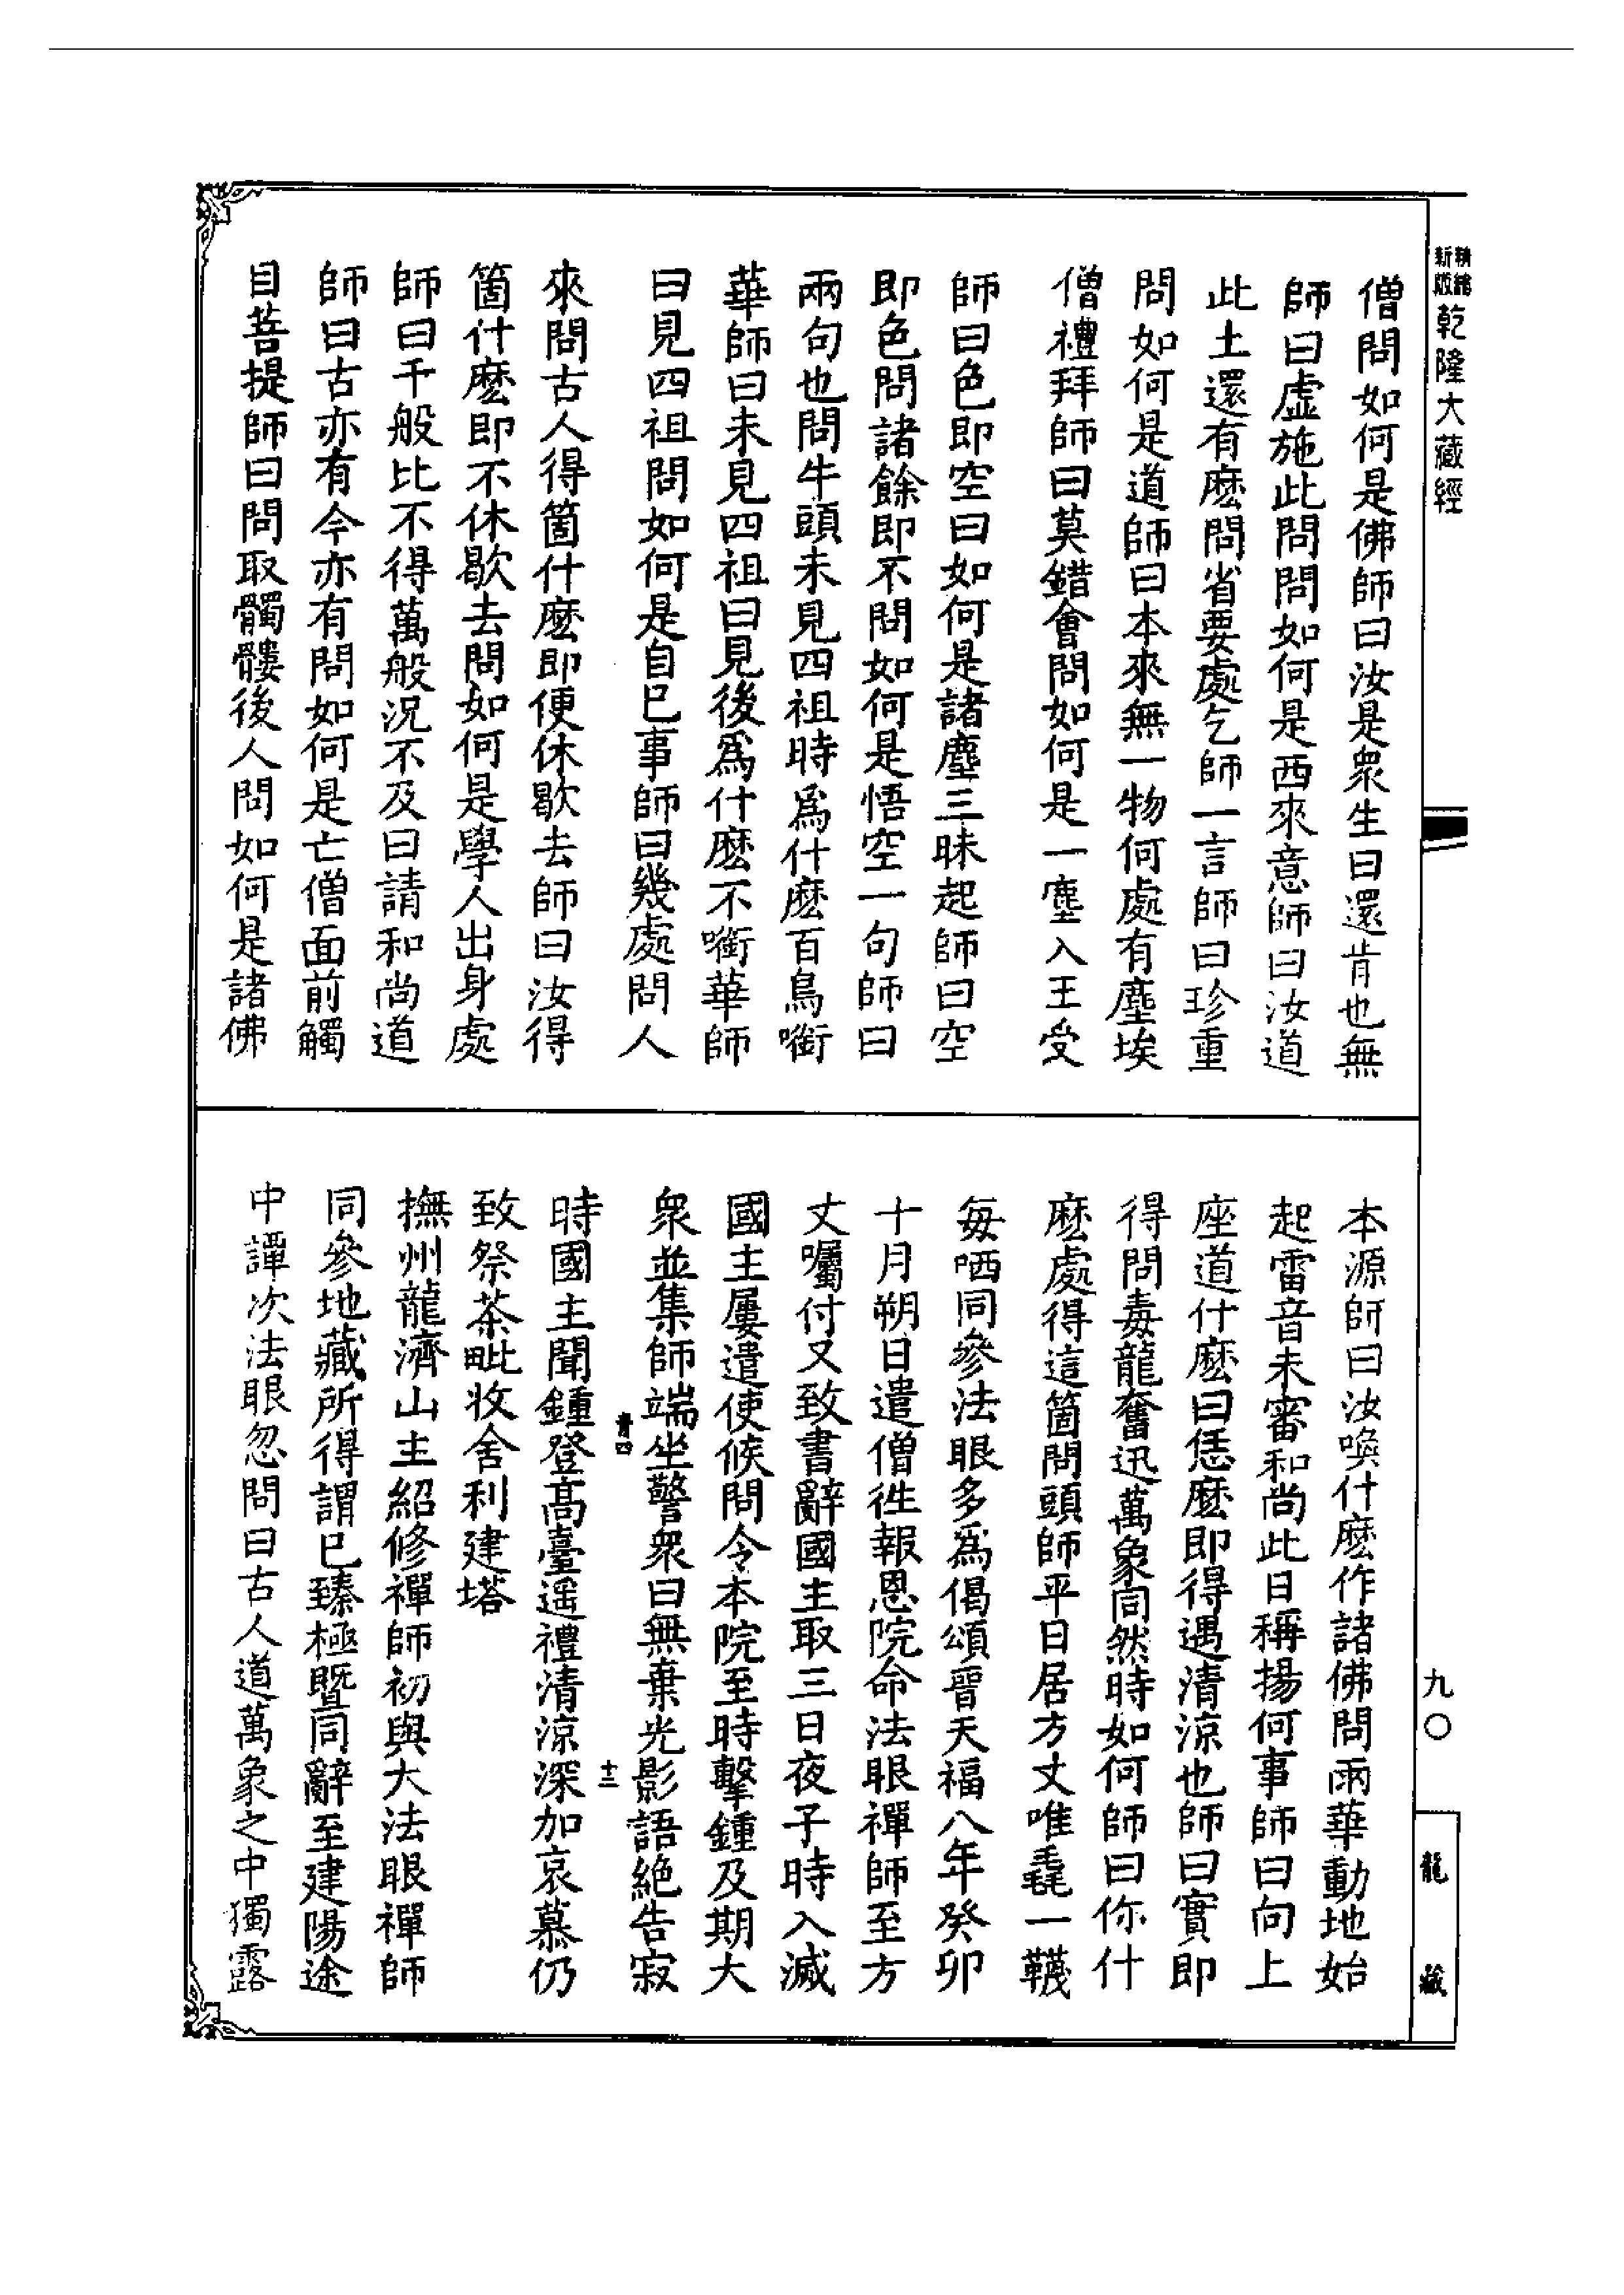 精縮新版乾隆大藏經
僧問如何是佛師曰汝是衆生曰還肯也無
師曰虛施此問問如何是西來意師曰汝道
此土還有麽問省要處乞師一言師曰珍重
問如何是道師曰本來無一物何處有塵埃
僧禮拜師曰莫錯會問如何是一塵入王受
師曰色即空曰如何是諸塵三昧起師曰空
即色問諸餘即不問如何是悟空一句師曰
兩句也問牛頭未見四祖時爲什麽百鳥㘅
華師曰未見四祖曰見後爲什麽不㘅華師
曰見四祖問如何是自巳事師曰幾處問人
來問古人得箇什麽即便休歇去師曰汝得
箇什麽即不休歇去問如何是學人出身處
師曰千般比不得萬般況不及曰請和尚道
師曰古亦有今亦有問如何是亡僧面前觸
目菩提師曰問取髑髏後人問如何是諸佛
本源師曰汝喚什麽作諸佛問雨華動地始
起雷音未審和尚此日稱揚何事師曰向上
座道什麽曰恁麽即得遇清涼也師曰實即
得問毒龍奮迅萬象同然時如何師曰你什
麽處得這箇問頭師平日居方丈唯毳一韈
每哂同參法眼多爲偈頌晉天福八年癸卯
十月朔日遣僧徃報恩院命法眼禪師至方
丈囑付又致書辭國主取三日夜子時入滅
國主屢遣使候問令本院至時擊鍾及期大
衆並集師端坐警衆曰無棄光影語絶告寂
青四
十三
時國主聞鍾登高臺遥禮清涼深加哀慕仍
致祭茶毗收舍利建塔
撫州龍濟山主紹修禪師初與大法眼禪師
同參地藏所得謂巳臻極暨同辭至建陽途
中譚次法眼忽問曰古人道萬象之中獨露
九〇
龍藏